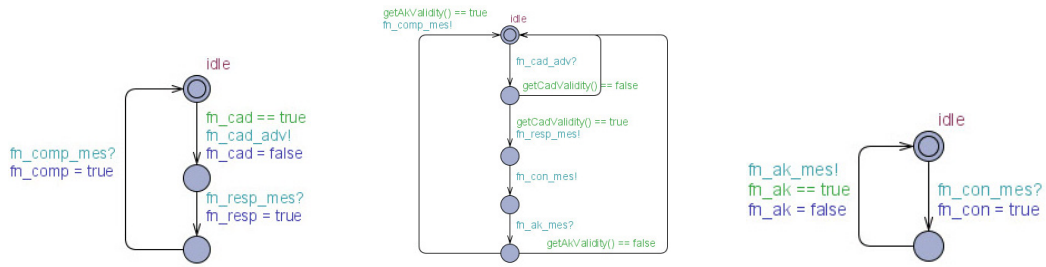 idle
fn_cad == true
fn_cad_adv!
fn_cad = false
fn_comp_mes?
fn_comp = true
fn_resp_mes?
fn_resp = true
getAkValidity() == true
fn_comp_mes!
idle
fn_cad_adv?
getCadValidity() == false
getCadValidity() == true
fn_resp_mes!
fn_con_mes!
fn_ak_mes?
getAkValidity() == false
idle
fn_ak_mes!
fn_ak == true
fn_ak = false
fn_con_mes?
fn_con = true